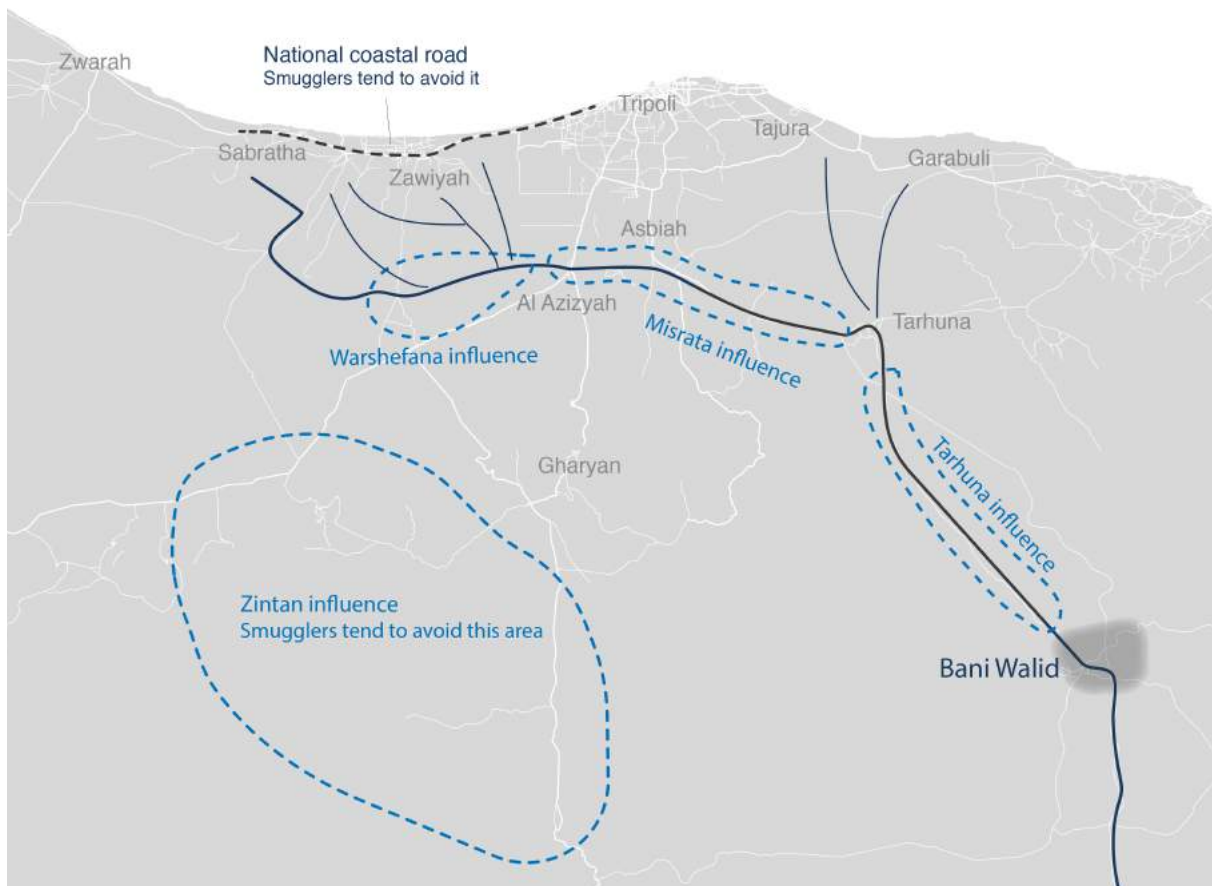 National coastal road
Smugglers tend to avoid it
Zwarah
Tripoli
Tajura
Sabratha
Zawiyah
Garabuli
Asbiah
Al Azizyah
Tarhuna
Warshefana influence
Misrata influence
Gharyan
Tarhuna influence
Zintan influence
Smugglers tend to avoid this area
Bani Walid